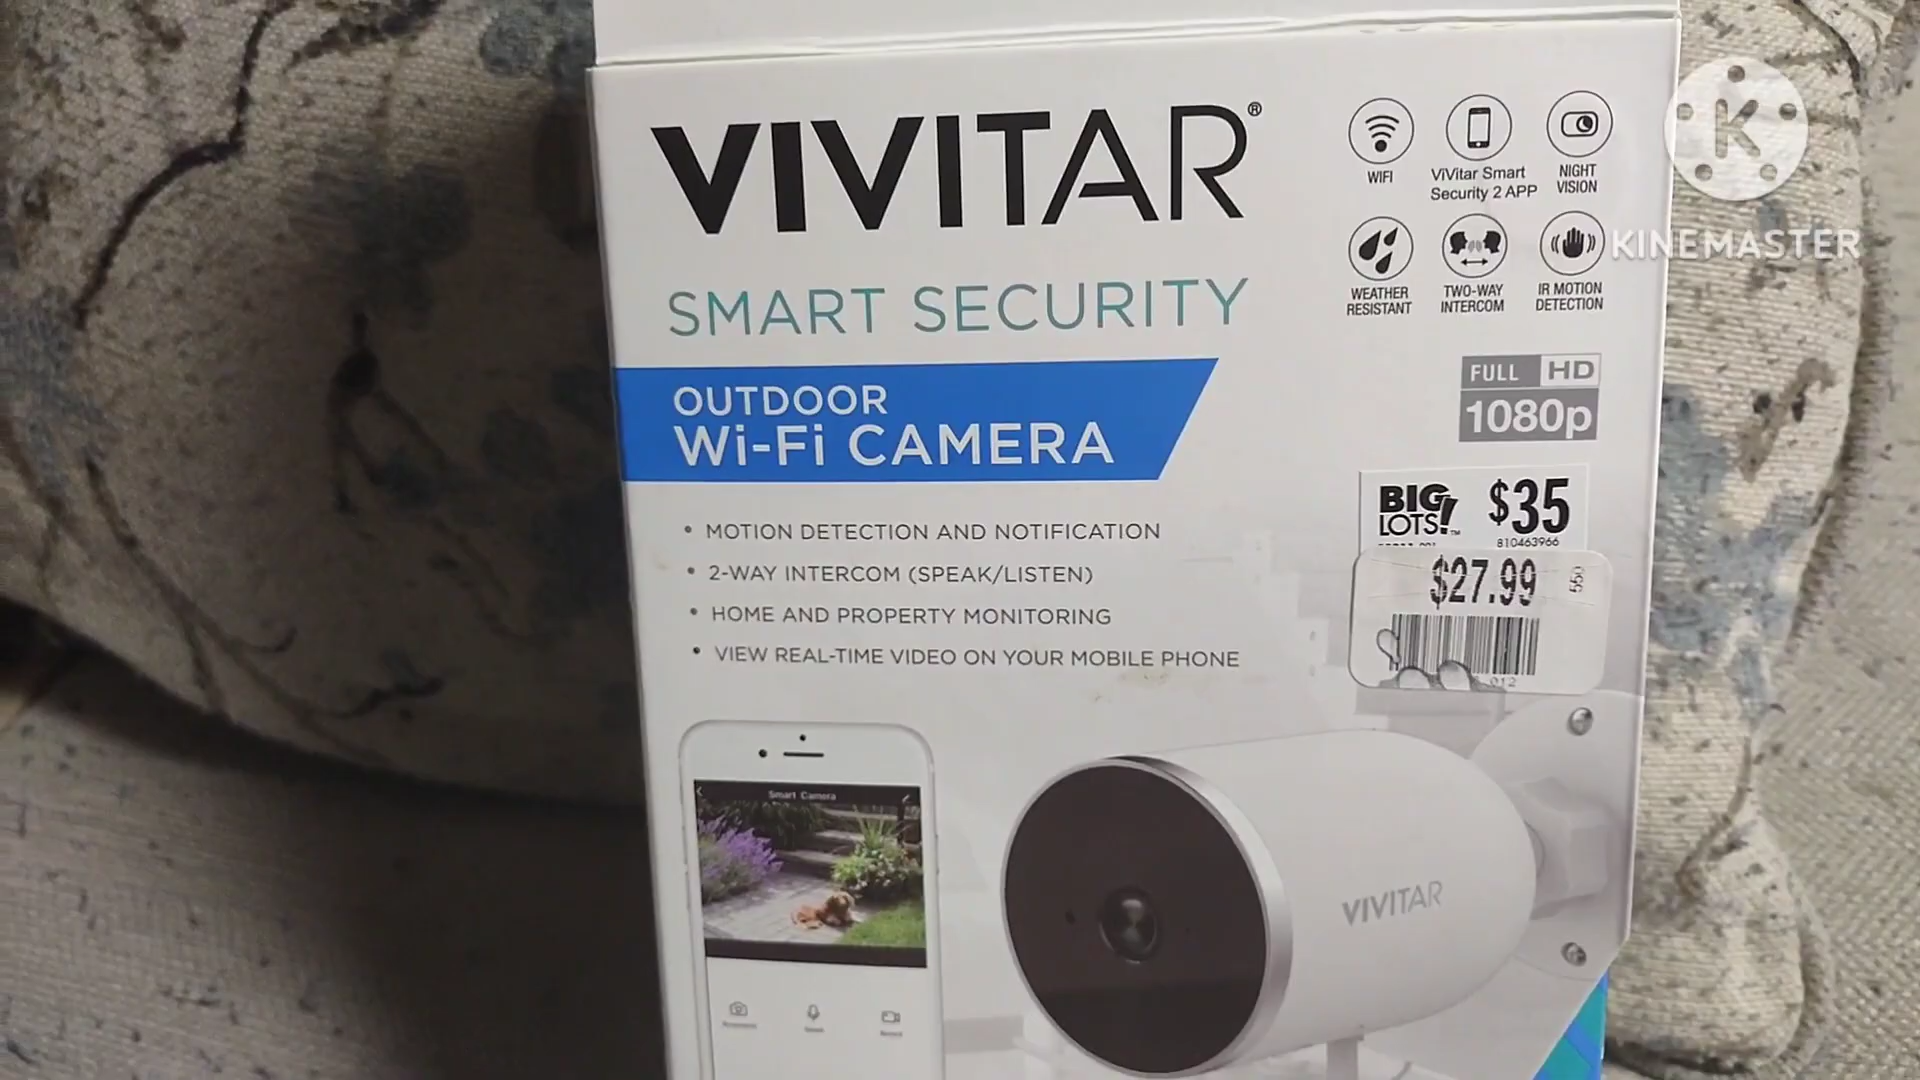 VIVITAR®
SMART SECURITY
OUTDOOR
Wi-Fi CAMERA
• MOTION DETECTION AND NOTIFICATION
• 2-WAY INTERCOM (SPEAK/LISTEN)
• HOME AND PROPERTY MONITORING
• VIEW REAL-TIME VIDEO ON YOUR MOBILE PHONE
WIFI
ViVitar Smart
Security 2 APP
NIGHT
VISION
WEATHER
RESISTANT
TWO-WAY
INTERCOM
IR MOTION
DETECTION
K
KINEMASTER
FULL HD
1080p
BIG
LOTS!™
$35
810463966
$27.99
550
012
Smart Camera
VIVITAR